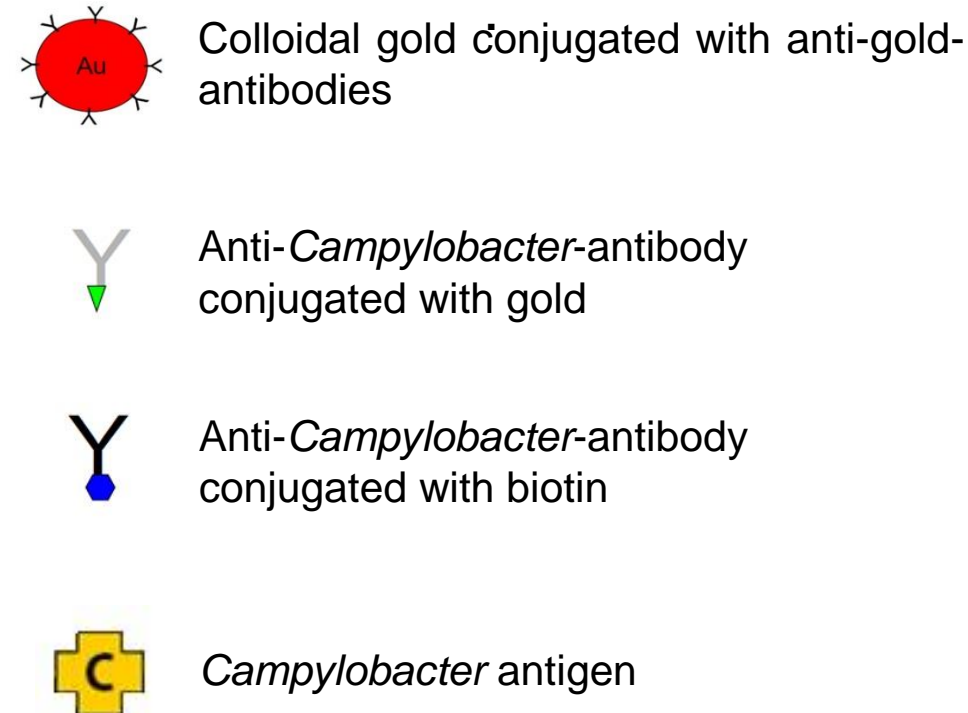 Au
Colloidal gold conjugated with anti-gold-
antibodies
Anti-Campylobacter-antibody
conjugated with gold
Anti-Campylobacter-antibody
conjugated with biotin
C
Campylobacter antigen